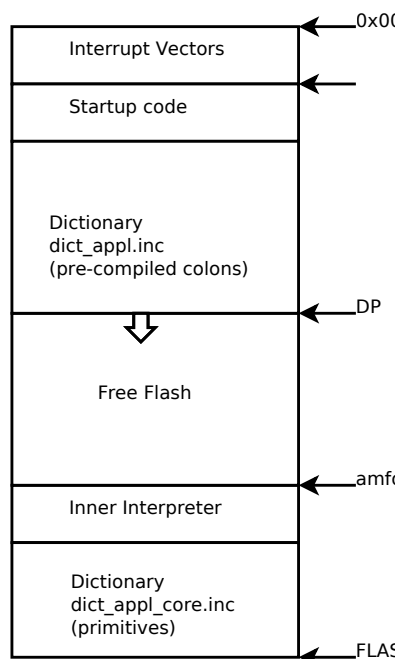 0x00
Interrupt Vectors
Startup code
Dictionary
dict_appl.inc
(pre-compiled colons)
DP
Free Flash
Inner Interpreter
Dictionary
dict_appl_core.inc
(primitives)